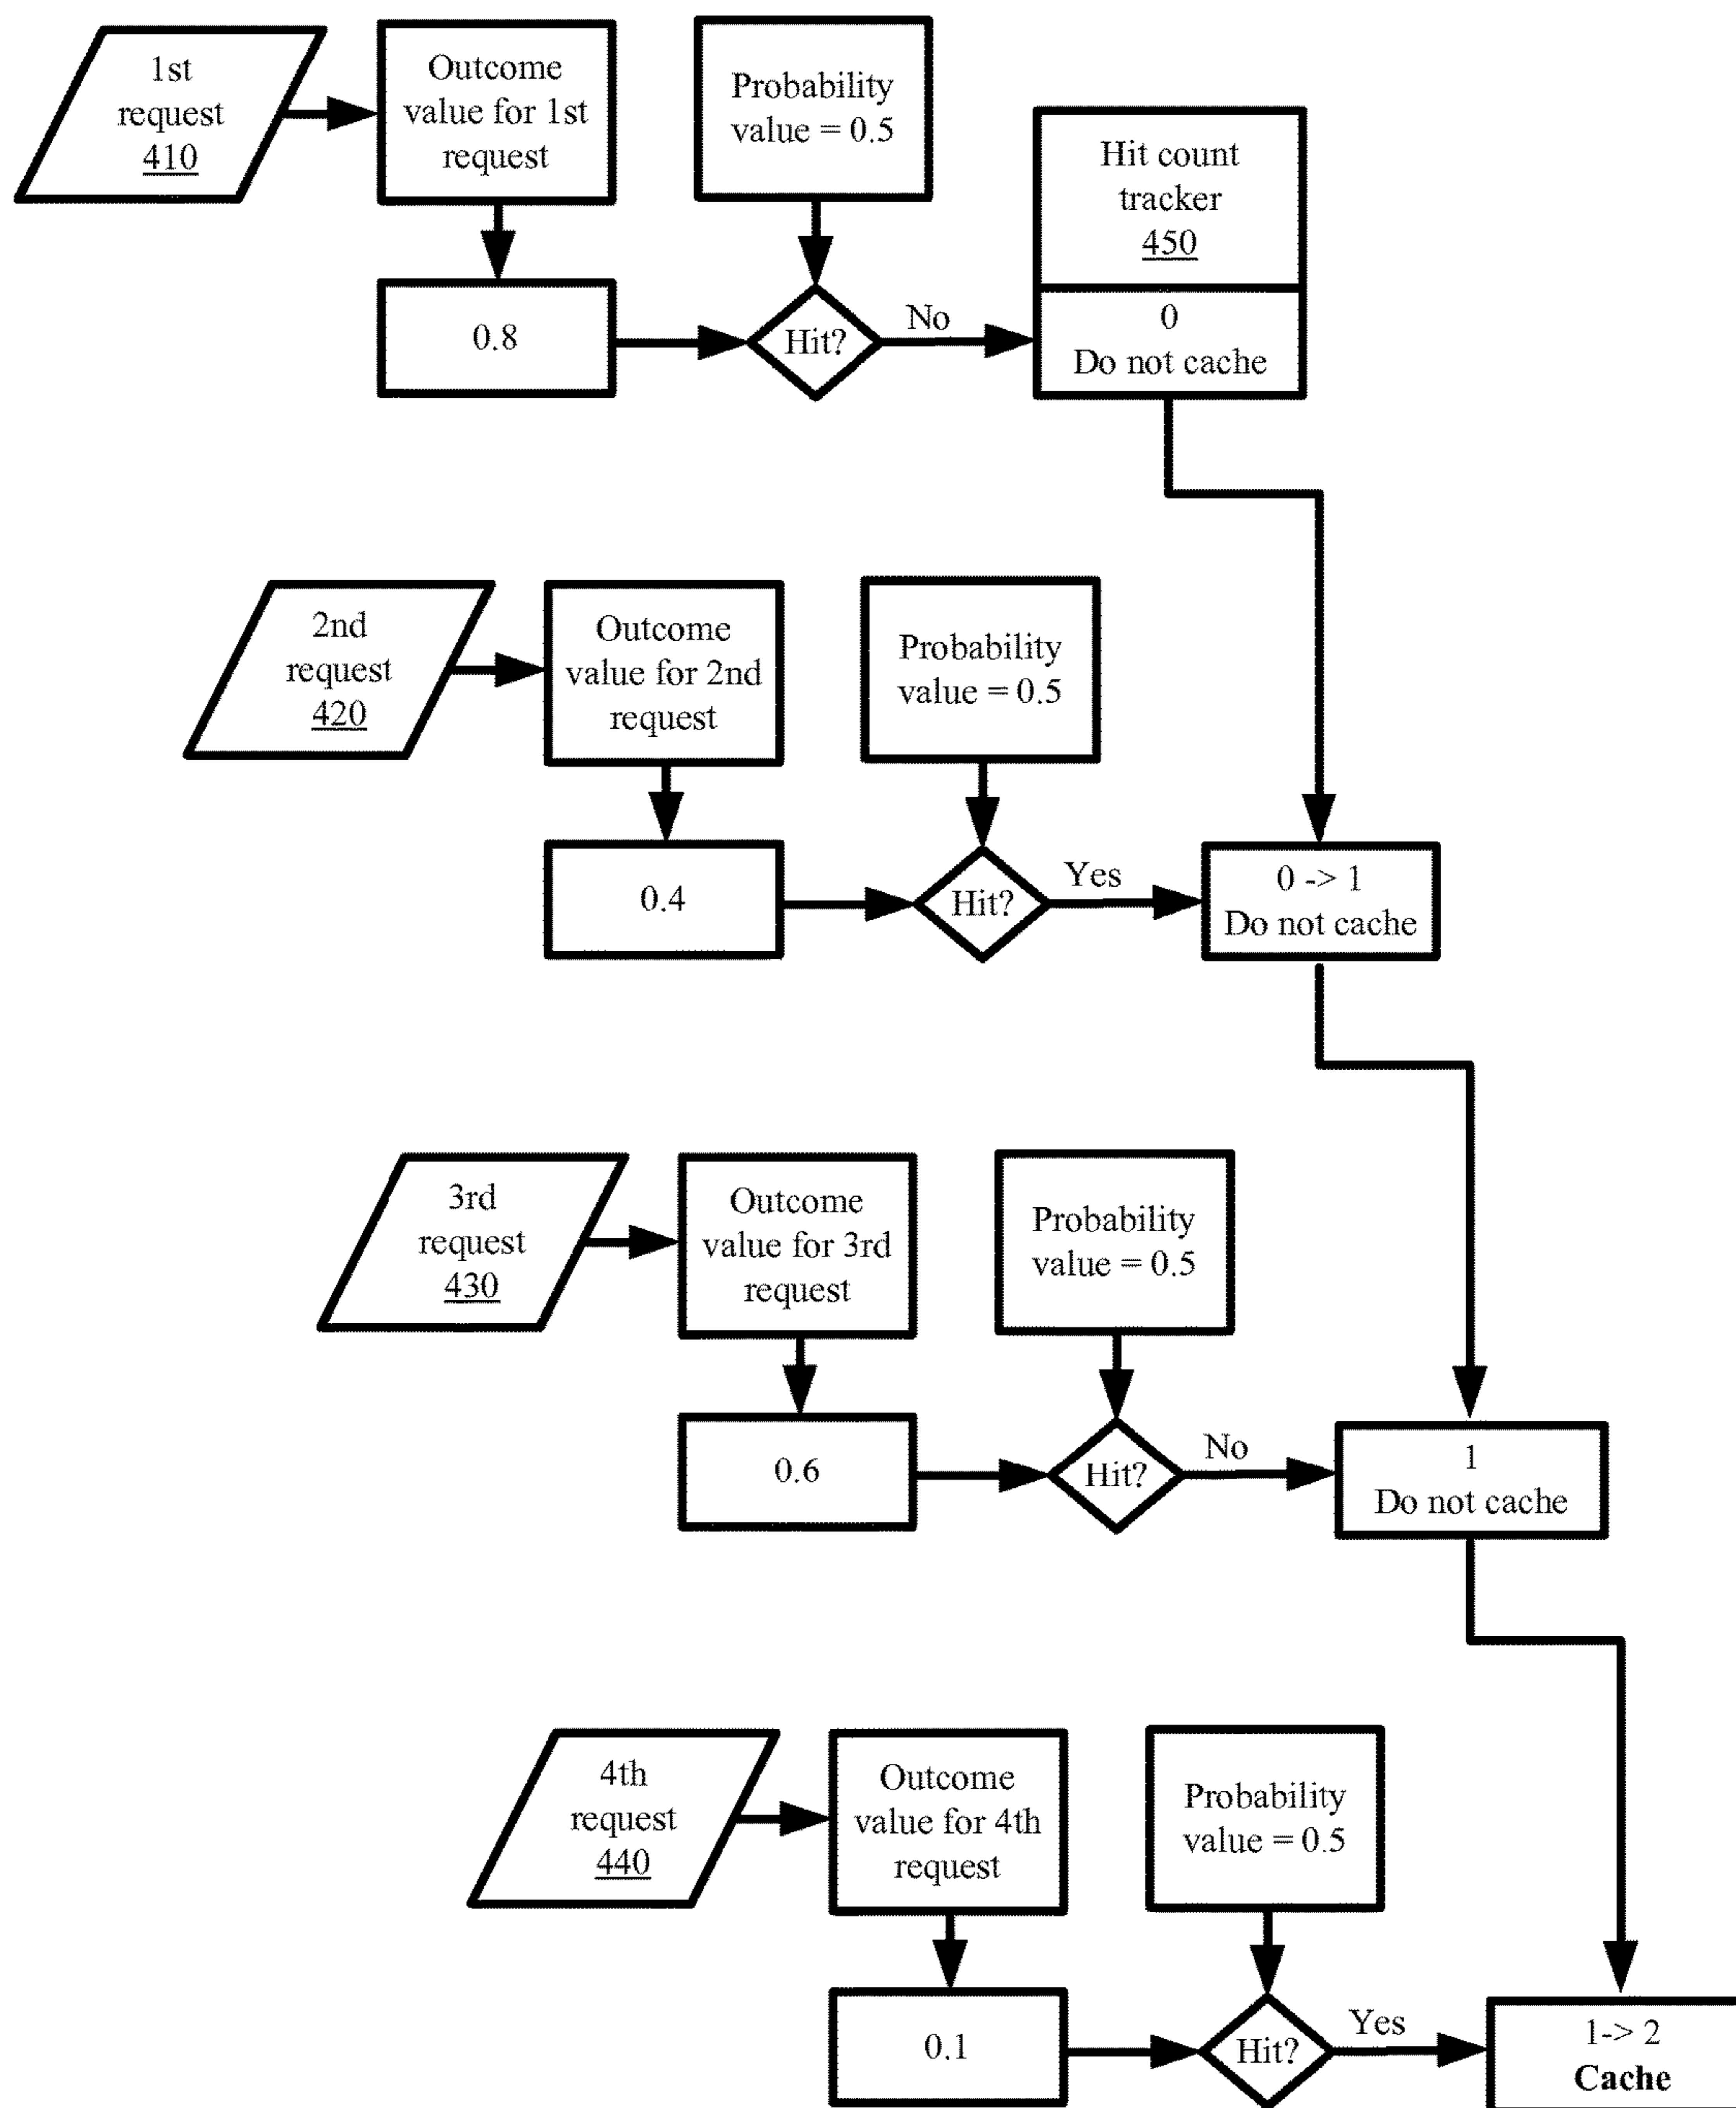 1st
request
410
Outcome
value for 1st
request
Probability
value = 0.5
Hit count
tracker
450
0.8
Hit?
No
0
Do not cache
2nd
request
420
Outcome
value for 2nd
request
Probability
value = 0.5
0.4
Hit?
Yes
0 -> 1
Do not cache
3rd
request
430
Outcome
value for 3rd
request
Probability
value = 0.5
0.6
Hit?
No
1
Do not cache
4th
request
440
Outcome
value for 4th
request
Probability
value = 0.5
0.1
Hit?
Yes
1-> 2
Cache